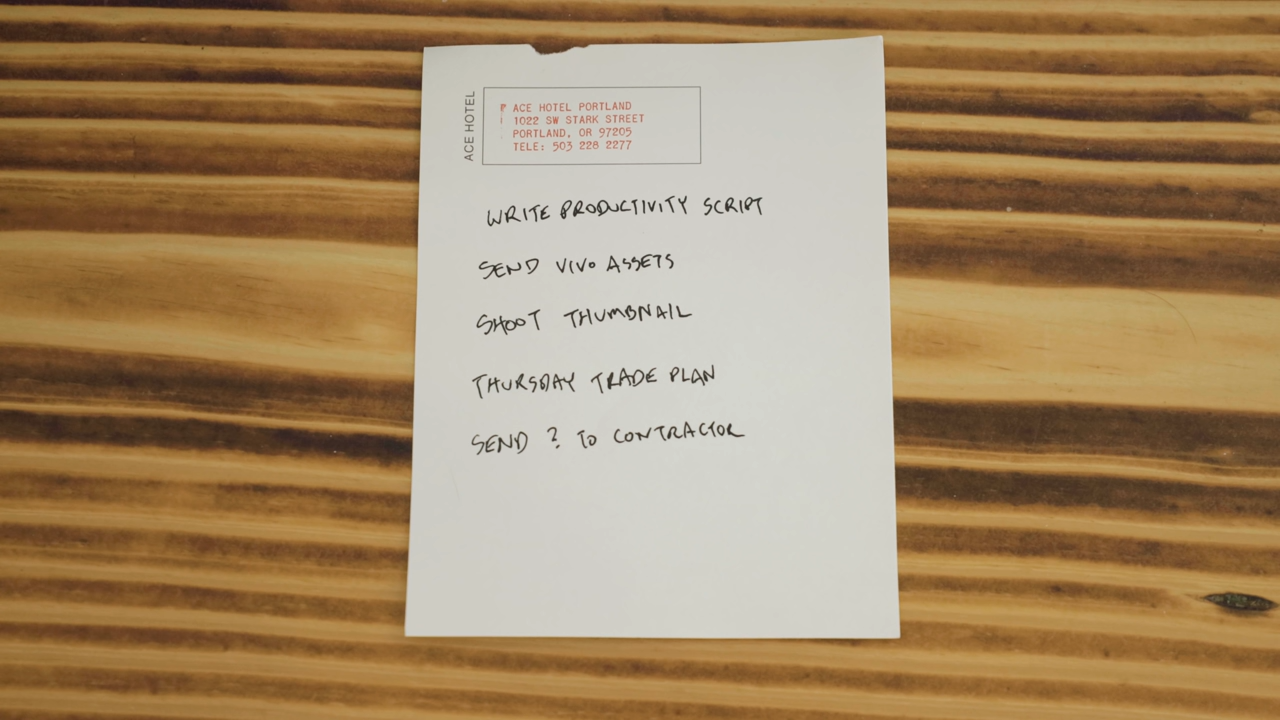 ACE HOTEL
ACE HOTEL PORTLAND
1022 SW STARK STREET
PORTLAND, OR 97205
TELE: 503 228 2277
WRITE PRODUCTIVITY SCRIPT
SEND VIVO ASSETS
SHOOT THUMBNAIL
THURSDAY TRADE PLAN
SEND ? TO CONTRACTOR